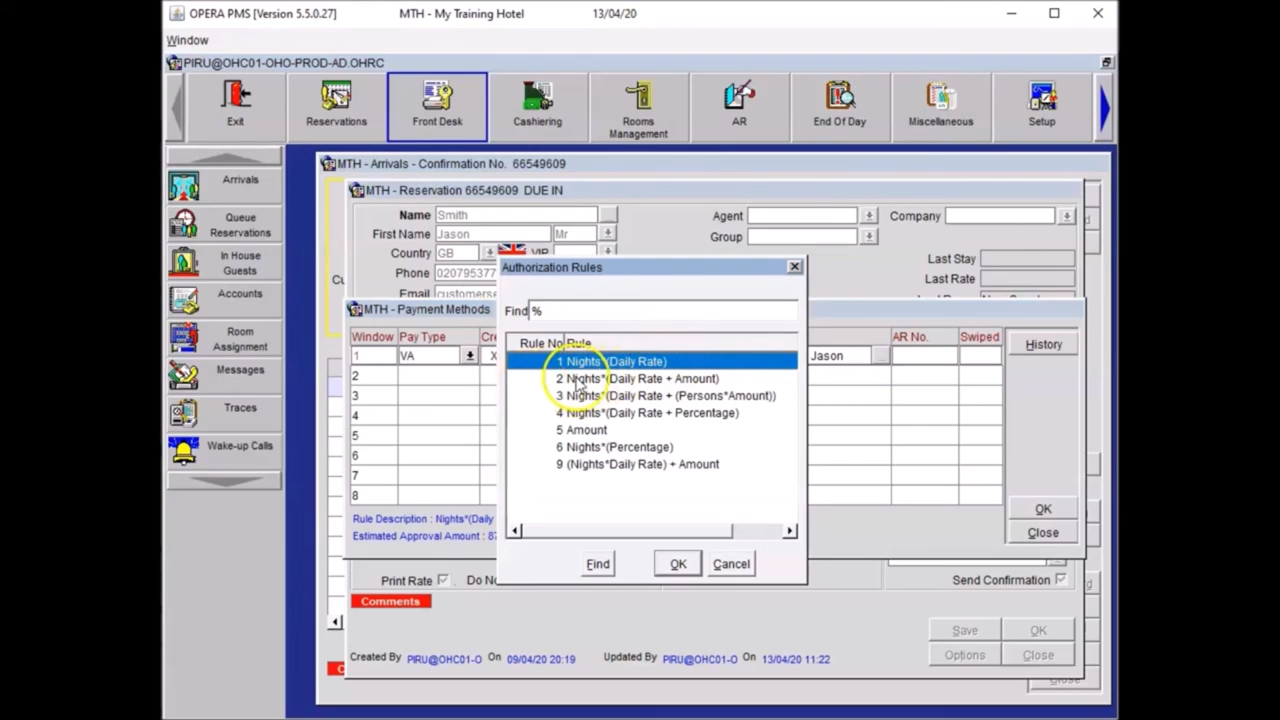 OPERA PMS [Version 5.5.0.27] MTH - My Training Hotel 13/04/20
Window
PIRU@OHC01-OHO-PROD-AD.OHRC
Exit Reservations Front Desk Cashiering Rooms Management AR End Of Day Miscellaneous Setup
Arrivals
Queue Reservations
In House Guests
Accounts
Room Assignment
Messages
Traces
Wake-up Calls
MTH - Arrivals - Confirmation No. 66549609
MTH - Reservation 66549609 DUE IN
Name Smith Agent Company
First Name Jason Mr Group
Country GB VIP Last Stay
Phone 020795377 Last Rate
Email customerse
MTH - Payment Methods
Window Pay Type Cre AR No. Swiped
1 VA X Jason
2
3
4
5
6
7
8
History
OK
Close
Rule Description : Nights*(Daily
Estimated Approval Amount : 87
Authorization Rules
Find %
Rule No Rule
1 Nights*(Daily Rate)
2 Nights*(Daily Rate + Amount)
3 Nights*(Daily Rate + (Persons*Amount))
4 Nights*(Daily Rate + Percentage)
5 Amount
6 Nights*(Percentage)
9 (Nights*Daily Rate) + Amount
Find OK Cancel
Print Rate Do No Send Confirmation
Comments
Save OK
Options Close
Created By PIRU@OHC01-O On 09/04/20 20:19 Updated By PIRU@OHC01-O On 13/04/20 11:22